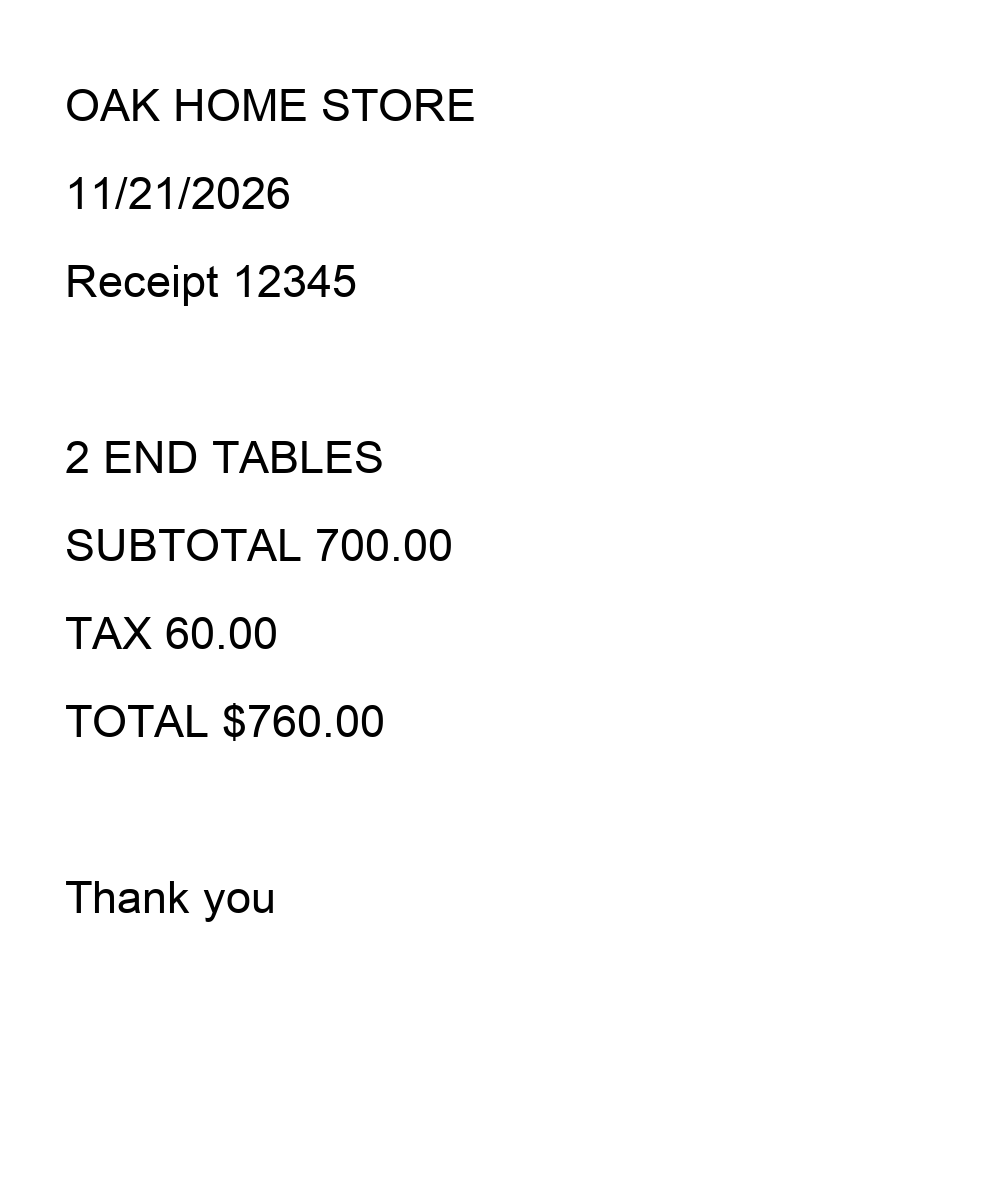 OAK HOME STORE
11/21/2026
Receipt 12345
2 END TABLES
SUBTOTAL 700.00
TAX 60.00
TOTAL $760.00
Thank you